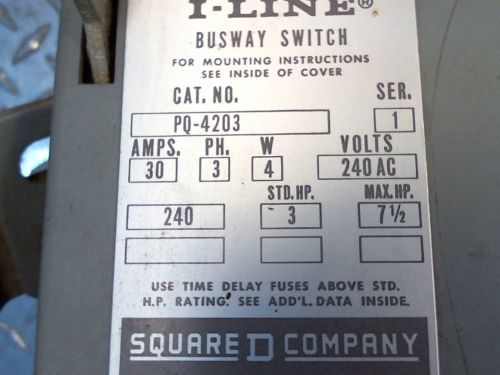 I-LINE®
BUSWAY SWITCH
FOR MOUNTING INSTRUCTIONS
SEE INSIDE OF COVER
CAT. NO. SER.
PQ-4203 1
AMPS. PH. W VOLTS
30 3 4 240 AC
STD. HP. MAX. HP.
240 3 7½
USE TIME DELAY FUSES ABOVE STD.
H.P. RATING. SEE ADD'L. DATA INSIDE.
SQUARE D COMPANY